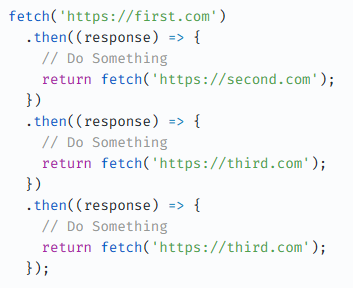 fetch('https://first.com')
  .then((response) => {
    // Do Something
    return fetch('https://second.com');
  })
  .then((response) => {
    // Do Something
    return fetch('https://third.com');
  })
  .then((response) => {
    // Do Something
    return fetch('https://third.com');
  });